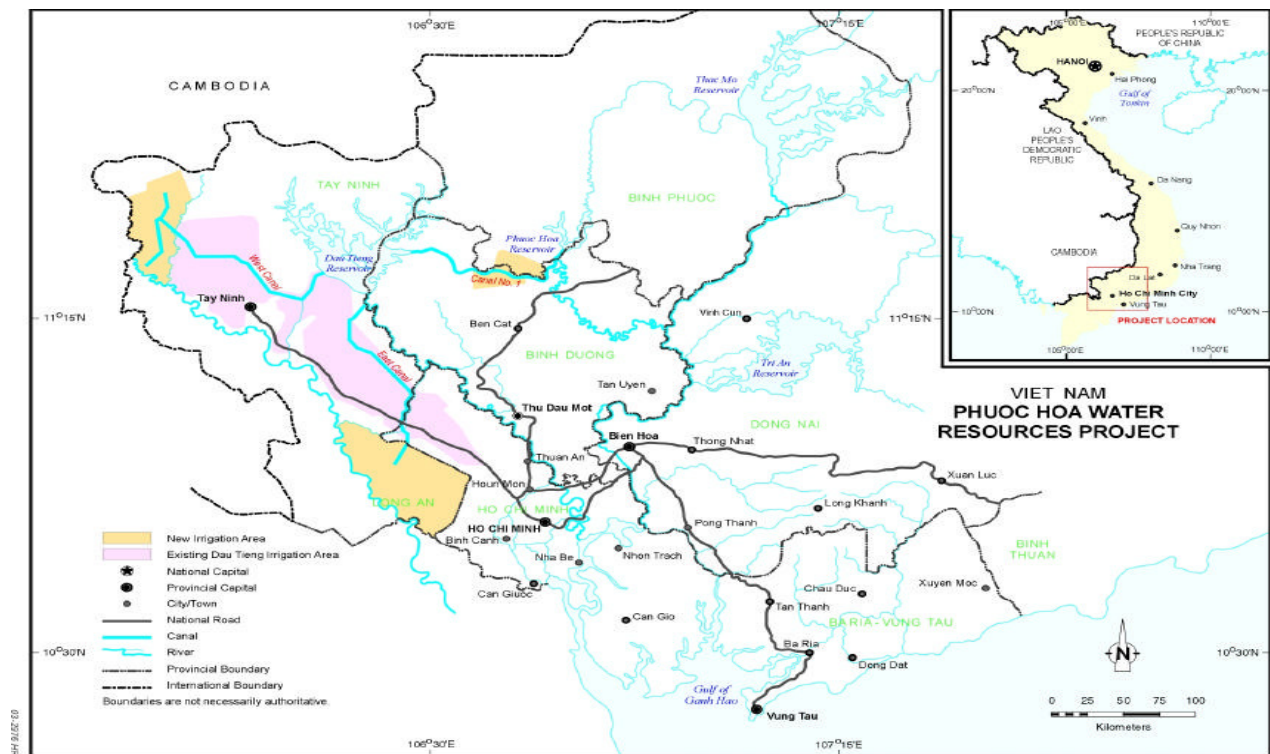 106°30'E
107°15'E
CAMBODIA
Thac Mo
Reservoir
TAY NINH
BINH PHUOC
Phuoc Hoa
Reservoir
Dau Tieng
Reservoir
West Canal
Canal No. 1
Tay Ninh
11°15'N
Ben Cat
Vinh Cuu
11°15'N
East Canal
BINH DUONG
Tri An
Reservoir
Tan Uyen
Thu Dau Mot
DONG NAI
Bien Hoa
Thong Nhat
Thuan An
Xuan Luc
Houn Mon
LONG AN
HO CHI MINH
Long Khanh
HO CHI MINH
Pong Thanh
Binh Canh
Nha Be
Nhon Trach
BINH
THUAN
Can Giuoc
Chau Duc
Xuyen Moc
Tan Thanh
Can Gio
BARIA - VUNG TAU
Ba Ria
10°30'N
Dong Dat
10°30'N
Gulf of
Ganh Hao
Vung Tau
106°30'E
107°15'E
New Irrigation Area
Existing Dau Tieng Irrigation Area
National Capital
Provincial Capital
City/Town
National Road
Canal
River
Provincial Boundary
International Boundary
Boundaries are not necessarily authoritative.
VIET NAM
PHUOC HOA WATER
RESOURCES PROJECT
N
0 25 50 75 100
Kilometers
105°00'E
110°00'E
PEOPLE'S REPUBLIC
OF CHINA
HANOI
Hai Phong
20°00'N
Gulf of
Tonkin
20°00'N
Vinh
LAO
PEOPLE'S
DEMOCRATIC
REPUBLIC
Da Nang
Quy Nhon
CAMBODIA
Nha Trang
Da Lat
Ho Chi Minh City
Vung Tau
10°00'N
10°00'N
PROJECT LOCATION
105°00'E
110°00'E